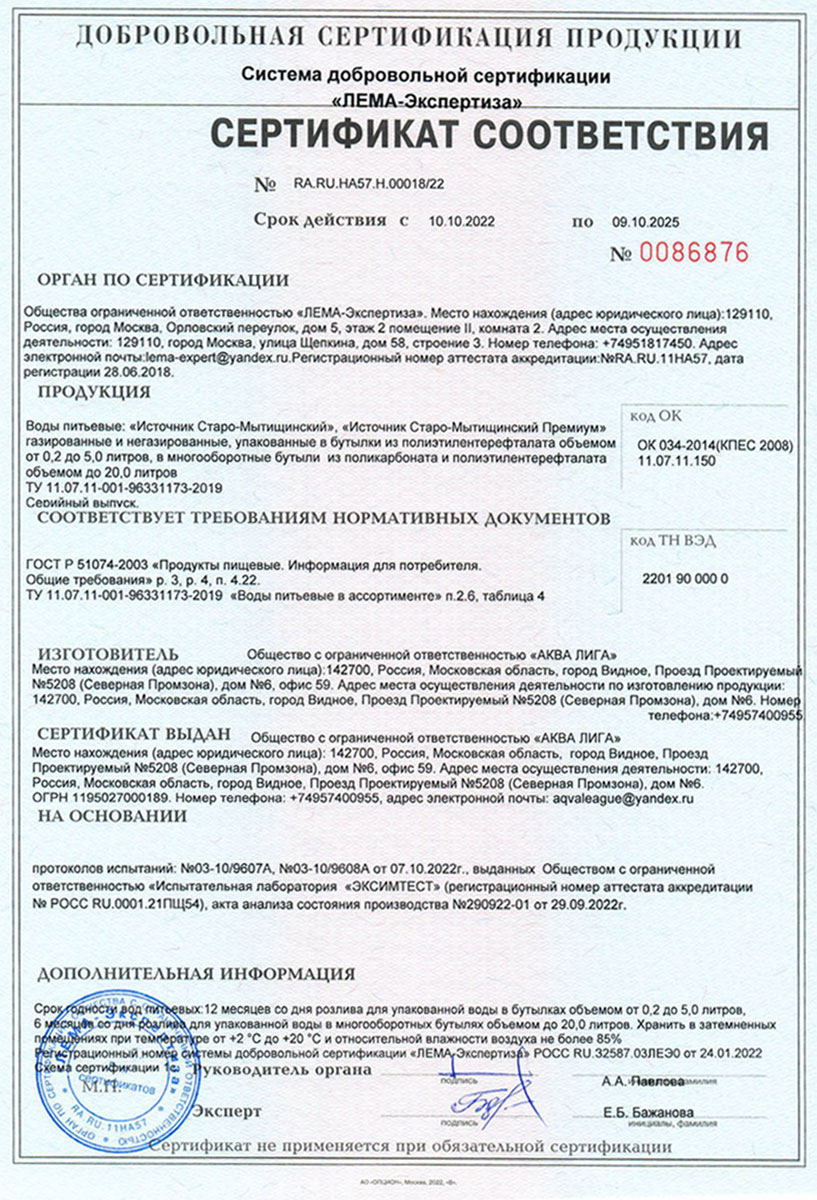 ДОБРОВОЛЬНАЯ СЕРТИФИКАЦИЯ ПРОДУКЦИИ
Система добровольной сертификации
«ЛЕМА-Экспертиза»
СЕРТИФИКАТ СООТВЕТСТВИЯ
№ RA.RU.HA57.H.00018/22
Срок действия с 10.10.2022 по 09.10.2025
№ 0086876
ОРГАН ПО СЕРТИФИКАЦИИ
Общества ограниченной ответственностью «ЛЕМА-Экспертиза». Место нахождения (адрес юридического лица):129110,
Россия, город Москва, Орловский переулок, дом 5, этаж 2 помещение II, комната 2. Адрес места осуществления
деятельности: 129110, город Москва, улица Щепкина, дом 58, строение 3. Номер телефона: +74951817450. Адрес
электронной почты:lema-expert@yandex.ru.Регистрационный номер аттестата аккредитации:№RA.RU.11НА57, дата
регистрации 28.06.2018.
ПРОДУКЦИЯ
Воды питьевые: «Источник Старо-Мытищинский», «Источник Старо-Мытищинский Премиум»
газированные и негазированные, упакованные в бутылки из полиэтилентерефталата объемом
от 0,2 до 5,0 литров, в многооборотные бутыли из поликарбоната и полиэтилентерефталата
объемом до 20,0 литров
ТУ 11.07.11-001-96331173-2019
Серийный выпуск.
код ОК
ОК 034-2014(КПЕС 2008)
11.07.11.150
СООТВЕТСТВУЕТ ТРЕБОВАНИЯМ НОРМАТИВНЫХ ДОКУМЕНТОВ
код ТН ВЭД
2201 90 000 0
ГОСТ Р 51074-2003 «Продукты пищевые. Информация для потребителя.
Общие требования» р. 3, р. 4, п. 4.22.
ТУ 11.07.11-001-96331173-2019 «Воды питьевые в ассортименте» п.2.6, таблица 4
ИЗГОТОВИТЕЛЬ Общество с ограниченной ответственностью «АКВА ЛИГА»
Место нахождения (адрес юридического лица):142700, Россия, Московская область, город Видное, Проезд Проектируемый
№5208 (Северная Промзона), дом №6, офис 59. Адрес места осуществления деятельности по изготовлению продукции:
142700, Россия, Московская область, город Видное, Проезд Проектируемый №5208 (Северная Промзона), дом №6. Номер
телефона:+74957400955
СЕРТИФИКАТ ВЫДАН Общество с ограниченной ответственностью «АКВА ЛИГА»
Место нахождения (адрес юридического лица): 142700, Россия, Московская область, город Видное, Проезд
Проектируемый №5208 (Северная Промзона), дом №6, офис 59. Адрес места осуществления деятельности: 142700,
Россия, Московская область, город Видное, Проезд Проектируемый №5208 (Северная Промзона), дом №6.
ОГРН 1195027000189. Номер телефона: +74957400955, адрес электронной почты: aqvaleague@yandex.ru
НА ОСНОВАНИИ
протоколов испытаний: №03-10/9607А, №03-10/9608А от 07.10.2022г., выданных Обществом с ограниченной
ответственностью «Испытательная лаборатория «ЭКСИМТЕСТ» (регистрационный номер аттестата аккредитации
№ РОСС RU.0001.21ПЩ54), акта анализа состояния производства №290922-01 от 29.09.2022г.
ДОПОЛНИТЕЛЬНАЯ ИНФОРМАЦИЯ
Срок годности вод питьевых:12 месяцев со дня розлива для упакованной воды в бутылках объемом от 0,2 до 5,0 литров,
6 месяцев со дня розлива для упакованной воды в многооборотных бутылях объемом до 20,0 литров. Хранить в затемненных
помещениях при температуре от +2 °С до +20 °С и относительной влажности воздуха не более 85%
Регистрационный номер системы добровольной сертификации «ЛЕМА-Экспертиза» РОСС RU.32587.03ЛЕЭ0 от 24.01.2022
Схема сертификации 1с
Руководитель органа
подпись
А.А. Павлова
инициалы, фамилия
М.П.
Эксперт
подпись
Е.Б. Бажанова
инициалы, фамилия
«ЛЕМА-Экспертиза»
сертификатов
RA.RU.11НА57
Сертификат не применяется при обязательной сертификации
АО «ОПЦИОН», Москва, 2022, «В».